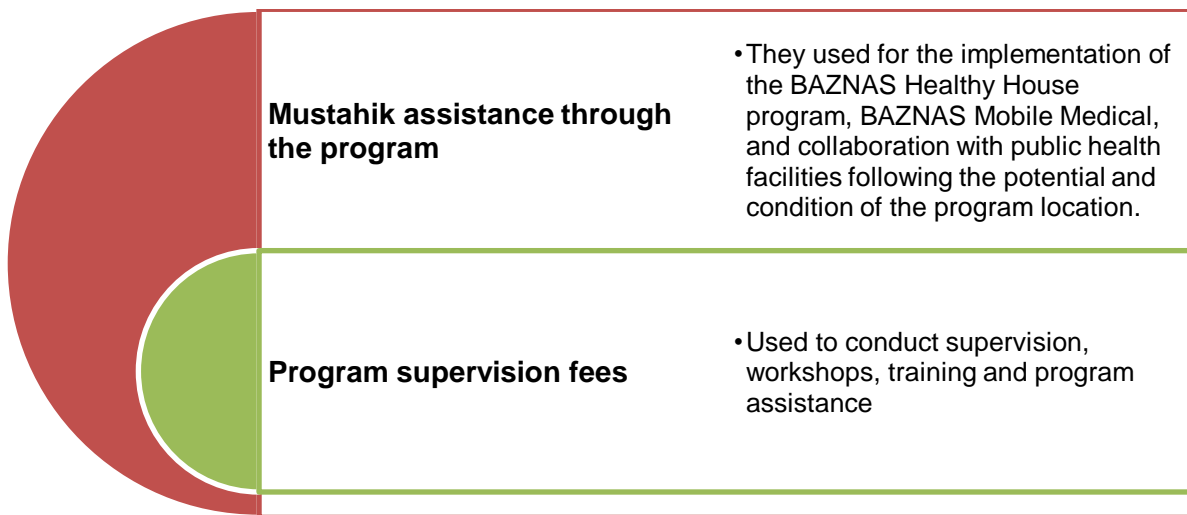 Mustahik assistance through
the program
•They used for the implementation of
the BAZNAS Healthy House
program, BAZNAS Mobile Medical,
and collaboration with public health
facilities following the potential and
condition of the program location.
Program supervision fees
•Used to conduct supervision,
workshops, training and program
assistance